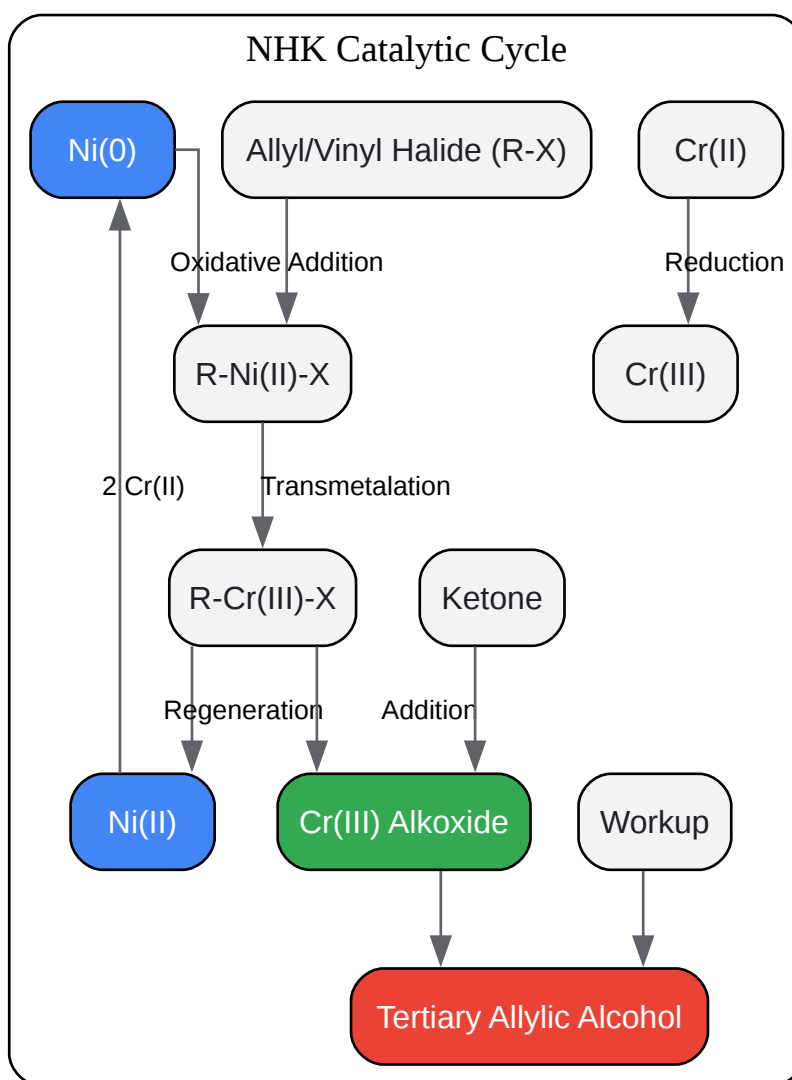 NHK Catalytic Cycle
Ni(0)
Allyl/Vinyl Halide (R-X)
Cr(II)
Oxidative Addition
Reduction
R-Ni(II)-X
Cr(III)
2 Cr(II)
Transmetalation
R-Cr(III)-X
Ketone
Regeneration
Addition
Ni(II)
Cr(III) Alkoxide
Workup
Tertiary Allylic Alcohol